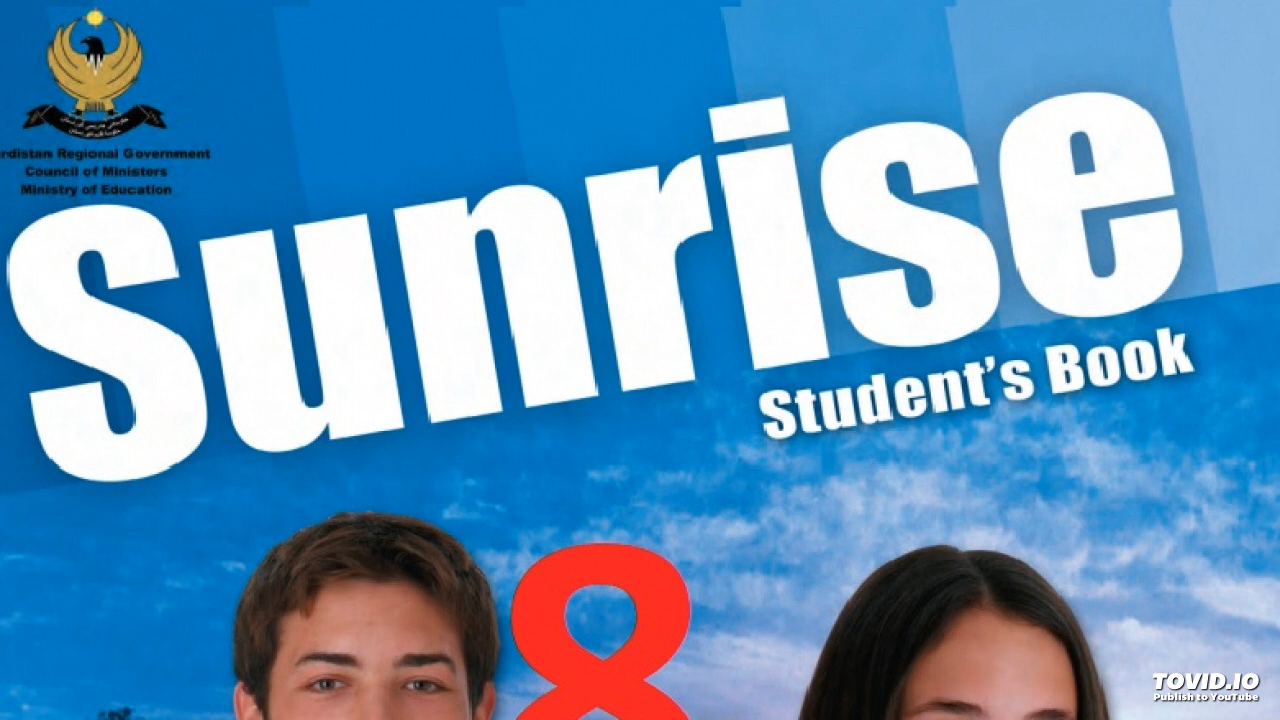 rdistan Regional Government
Council of Ministers
Ministry of Education
Sunrise
Student's Book
8
TOVID.IO
Publish to YouTube